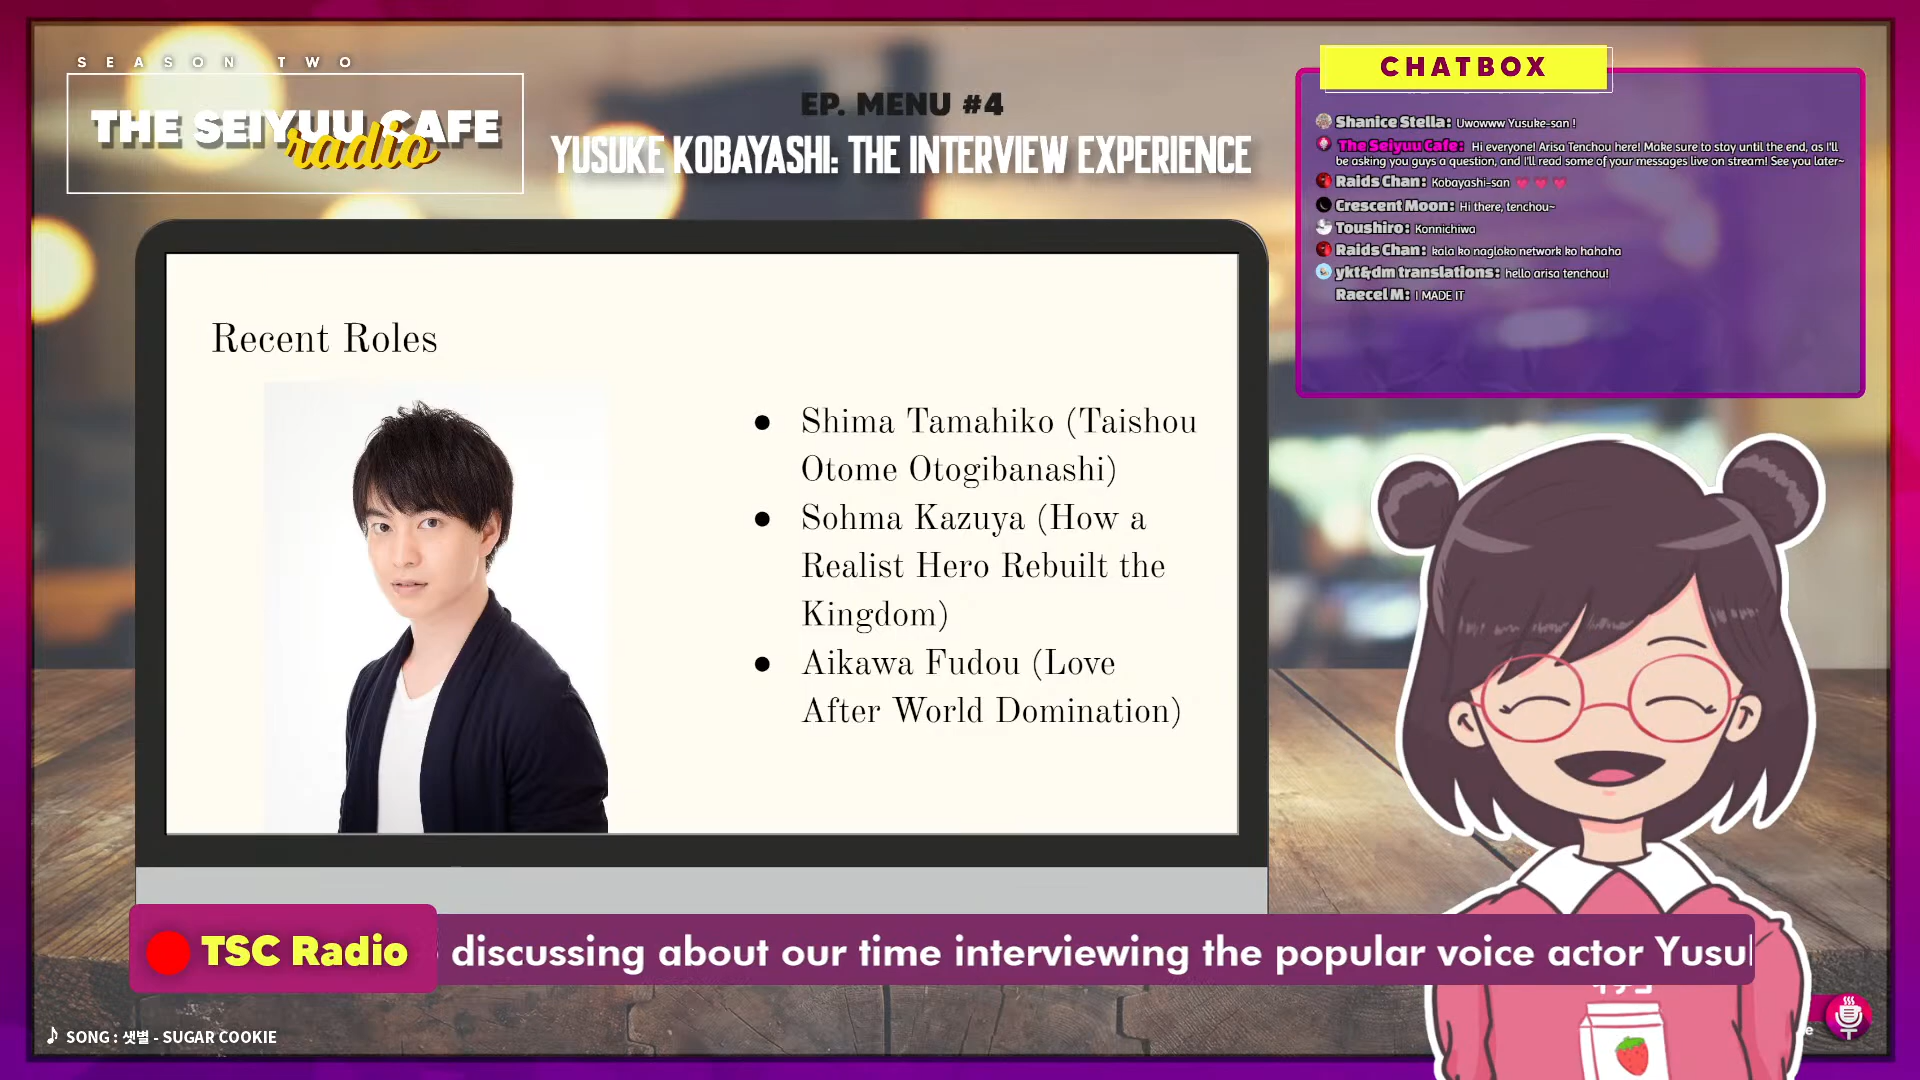 SEASON TWO
THE SEIYUU CAFE
radio
EP. MENU #4
YUSUKE KOBAYASHI: THE INTERVIEW EXPERIENCE
CHATBOX
Shanice Stella: Uwowww Yusuke-san !
The Seiyuu Cafe: Hi everyone! Arisa Tenchou here! Make sure to stay until the end, as I'll
be asking you guys a question, and I'll read some of your messages live on stream! See you later~
Raids Chan: Kobayashi-san 💗 💗 💗
Crescent Moon: Hi there, tenchou~
Toushiro: Konnichiwa
Raids Chan: kala ko nagloko network ko hahaha
ykt&dm translations: hello arisa tenchou!
Raecel M: I MADE IT
Recent Roles
● Shima Tamahiko (Taishou
Otome Otogibanashi)
● Sohma Kazuya (How a
Realist Hero Rebuilt the
Kingdom)
● Aikawa Fudou (Love
After World Domination)
TSC Radio
discussing about our time interviewing the popular voice actor Yusu
♪ SONG : 샛별 - SUGAR COOKIE